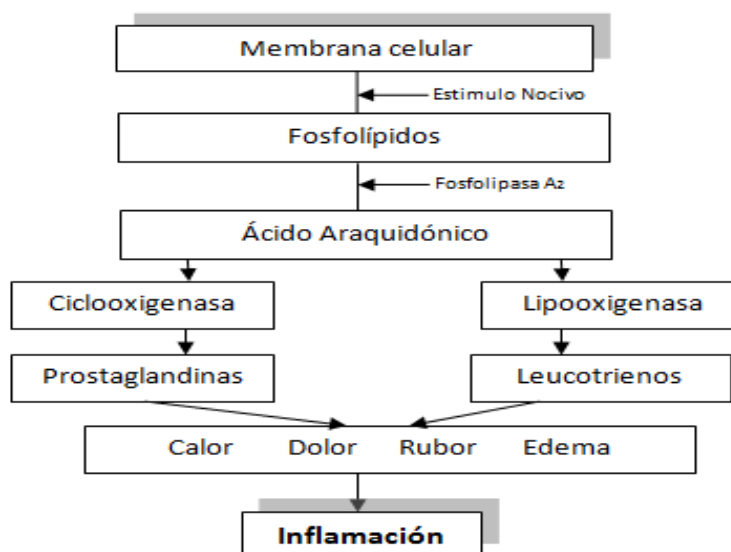 Membrana celular
Estimulo Nocivo
Fosfolípidos
Fosfolipasa A₂
Ácido Araquidónico
Ciclooxigenasa
Lipooxigenasa
Prostaglandinas
Leucotrienos
Calor Dolor Rubor Edema
Inflamación